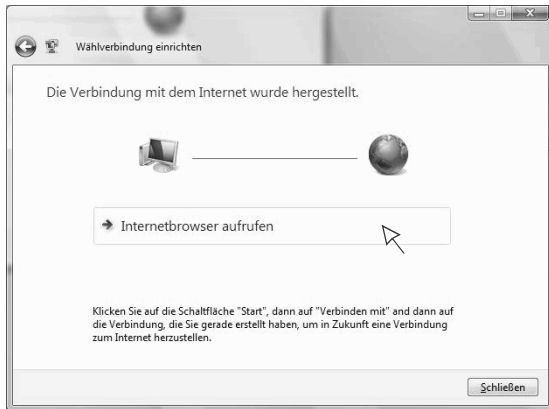 Wählverbindung einrichten
Die Verbindung mit dem Internet wurde hergestellt.
Internetbrowser aufrufen
Klicken Sie auf die Schaltfläche "Start", dann auf "Verbinden mit" and dann auf
die Verbindung, die Sie gerade erstellt haben, um in Zukunft eine Verbindung
zum Internet herzustellen.
Schließen